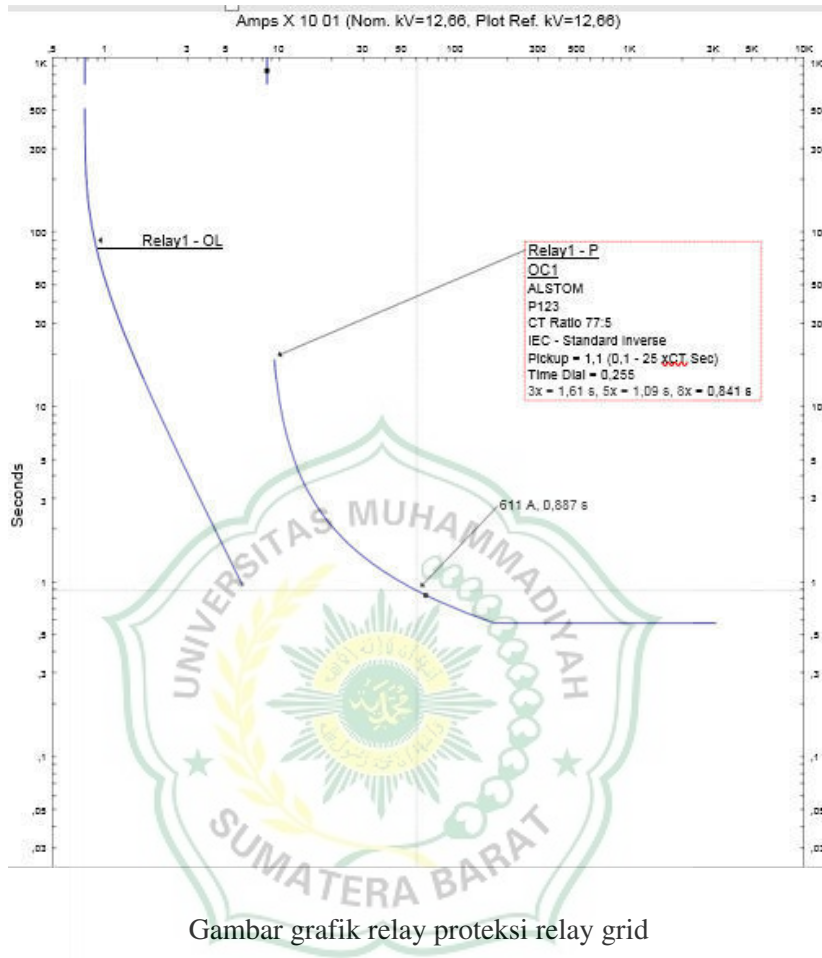 Amps X 10 01 (Nom. kV=12,66, Plot Ref. kV=12,66)
,5 1 3 5 10 30 50 100 300 500 1K 3K 5K 10K
1K
500
300
100
50
30
10
5
3
1
,5
,3
,1
,05
,03
Seconds
Relay1 - OL
Relay1 - P
OC1
ALSTOM
P123
CT Ratio 77:5
IEC - Standard Inverse
Pickup = 1,1 (0,1 - 25 xCT Sec)
Time Dial = 0,255
3x = 1,61 s, 5x = 1,09 s, 8x = 0,841 s
611 A, 0,887 s
UNIVERSITAS MUHAMMADIYAH
SUMATERA BARAT
Gambar grafik relay proteksi relay grid